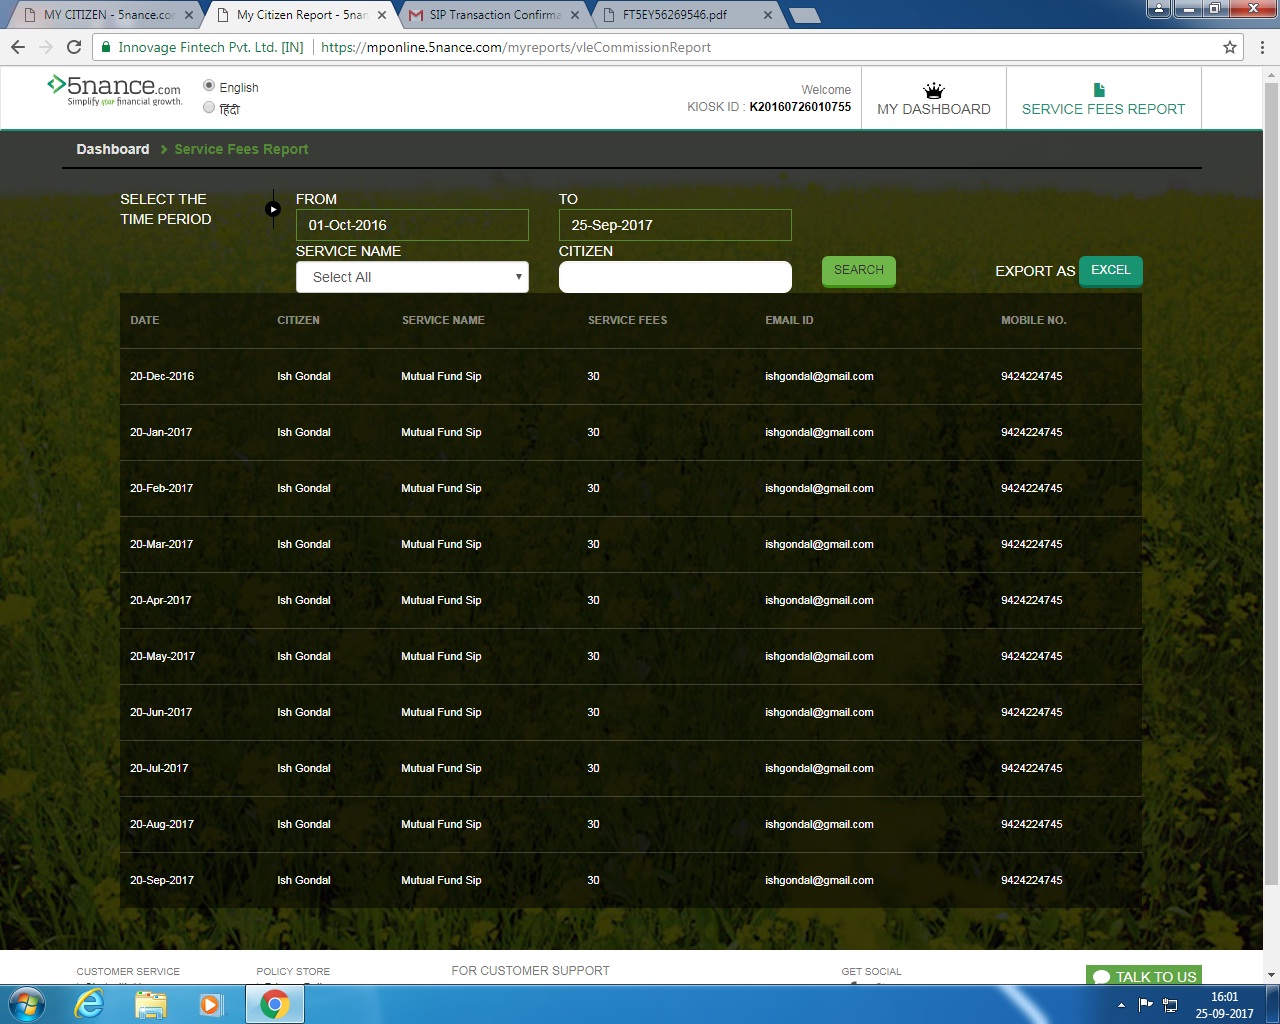 MY CITIZEN - 5nance.cor
My Citizen Report - 5nan
SIP Transaction Confirma
FT5EY56269546.pdf
Innovage Fintech Pvt. Ltd. [IN] https://mponline.5nance.com/myreports/vleCommissionReport
5nance.com
Simplify your financial growth.
English
हिंदी
Welcome
KIOSK ID : K20160726010755
MY DASHBOARD
SERVICE FEES REPORT
Dashboard > Service Fees Report
SELECT THE
TIME PERIOD
FROM
01-Oct-2016
TO
25-Sep-2017
SERVICE NAME
Select All
CITIZEN
SEARCH
EXPORT AS EXCEL
DATE CITIZEN SERVICE NAME SERVICE FEES EMAIL ID MOBILE NO.
20-Dec-2016 Ish Gondal Mutual Fund Sip 30 ishgondal@gmail.com 9424224745
20-Jan-2017 Ish Gondal Mutual Fund Sip 30 ishgondal@gmail.com 9424224745
20-Feb-2017 Ish Gondal Mutual Fund Sip 30 ishgondal@gmail.com 9424224745
20-Mar-2017 Ish Gondal Mutual Fund Sip 30 ishgondal@gmail.com 9424224745
20-Apr-2017 Ish Gondal Mutual Fund Sip 30 ishgondal@gmail.com 9424224745
20-May-2017 Ish Gondal Mutual Fund Sip 30 ishgondal@gmail.com 9424224745
20-Jun-2017 Ish Gondal Mutual Fund Sip 30 ishgondal@gmail.com 9424224745
20-Jul-2017 Ish Gondal Mutual Fund Sip 30 ishgondal@gmail.com 9424224745
20-Aug-2017 Ish Gondal Mutual Fund Sip 30 ishgondal@gmail.com 9424224745
20-Sep-2017 Ish Gondal Mutual Fund Sip 30 ishgondal@gmail.com 9424224745
CUSTOMER SERVICE POLICY STORE FOR CUSTOMER SUPPORT GET SOCIAL
TALK TO US
16:01
25-09-2017